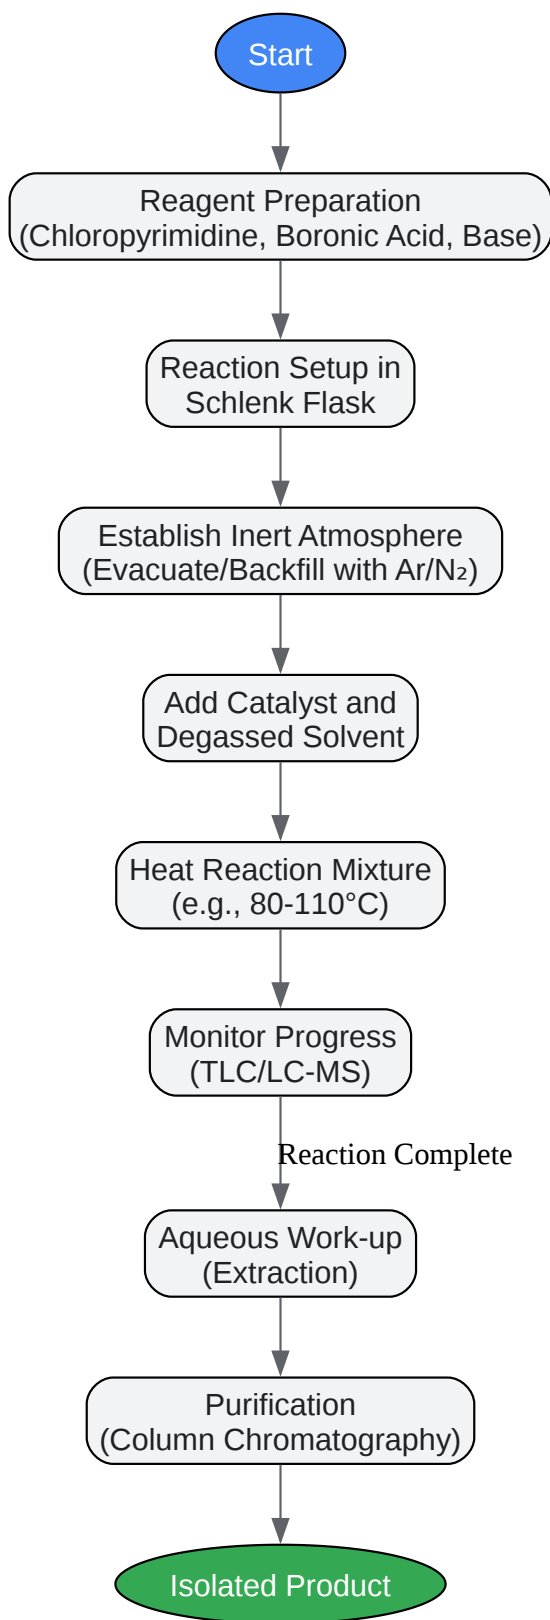 Start
Reagent Preparation
(Chloropyrimidine, Boronic Acid, Base)
Reaction Setup in
Schlenk Flask
Establish Inert Atmosphere
(Evacuate/Backfill with Ar/N₂)
Add Catalyst and
Degassed Solvent
Heat Reaction Mixture
(e.g., 80-110°C)
Monitor Progress
(TLC/LC-MS)
Reaction Complete
Aqueous Work-up
(Extraction)
Purification
(Column Chromatography)
Isolated Product